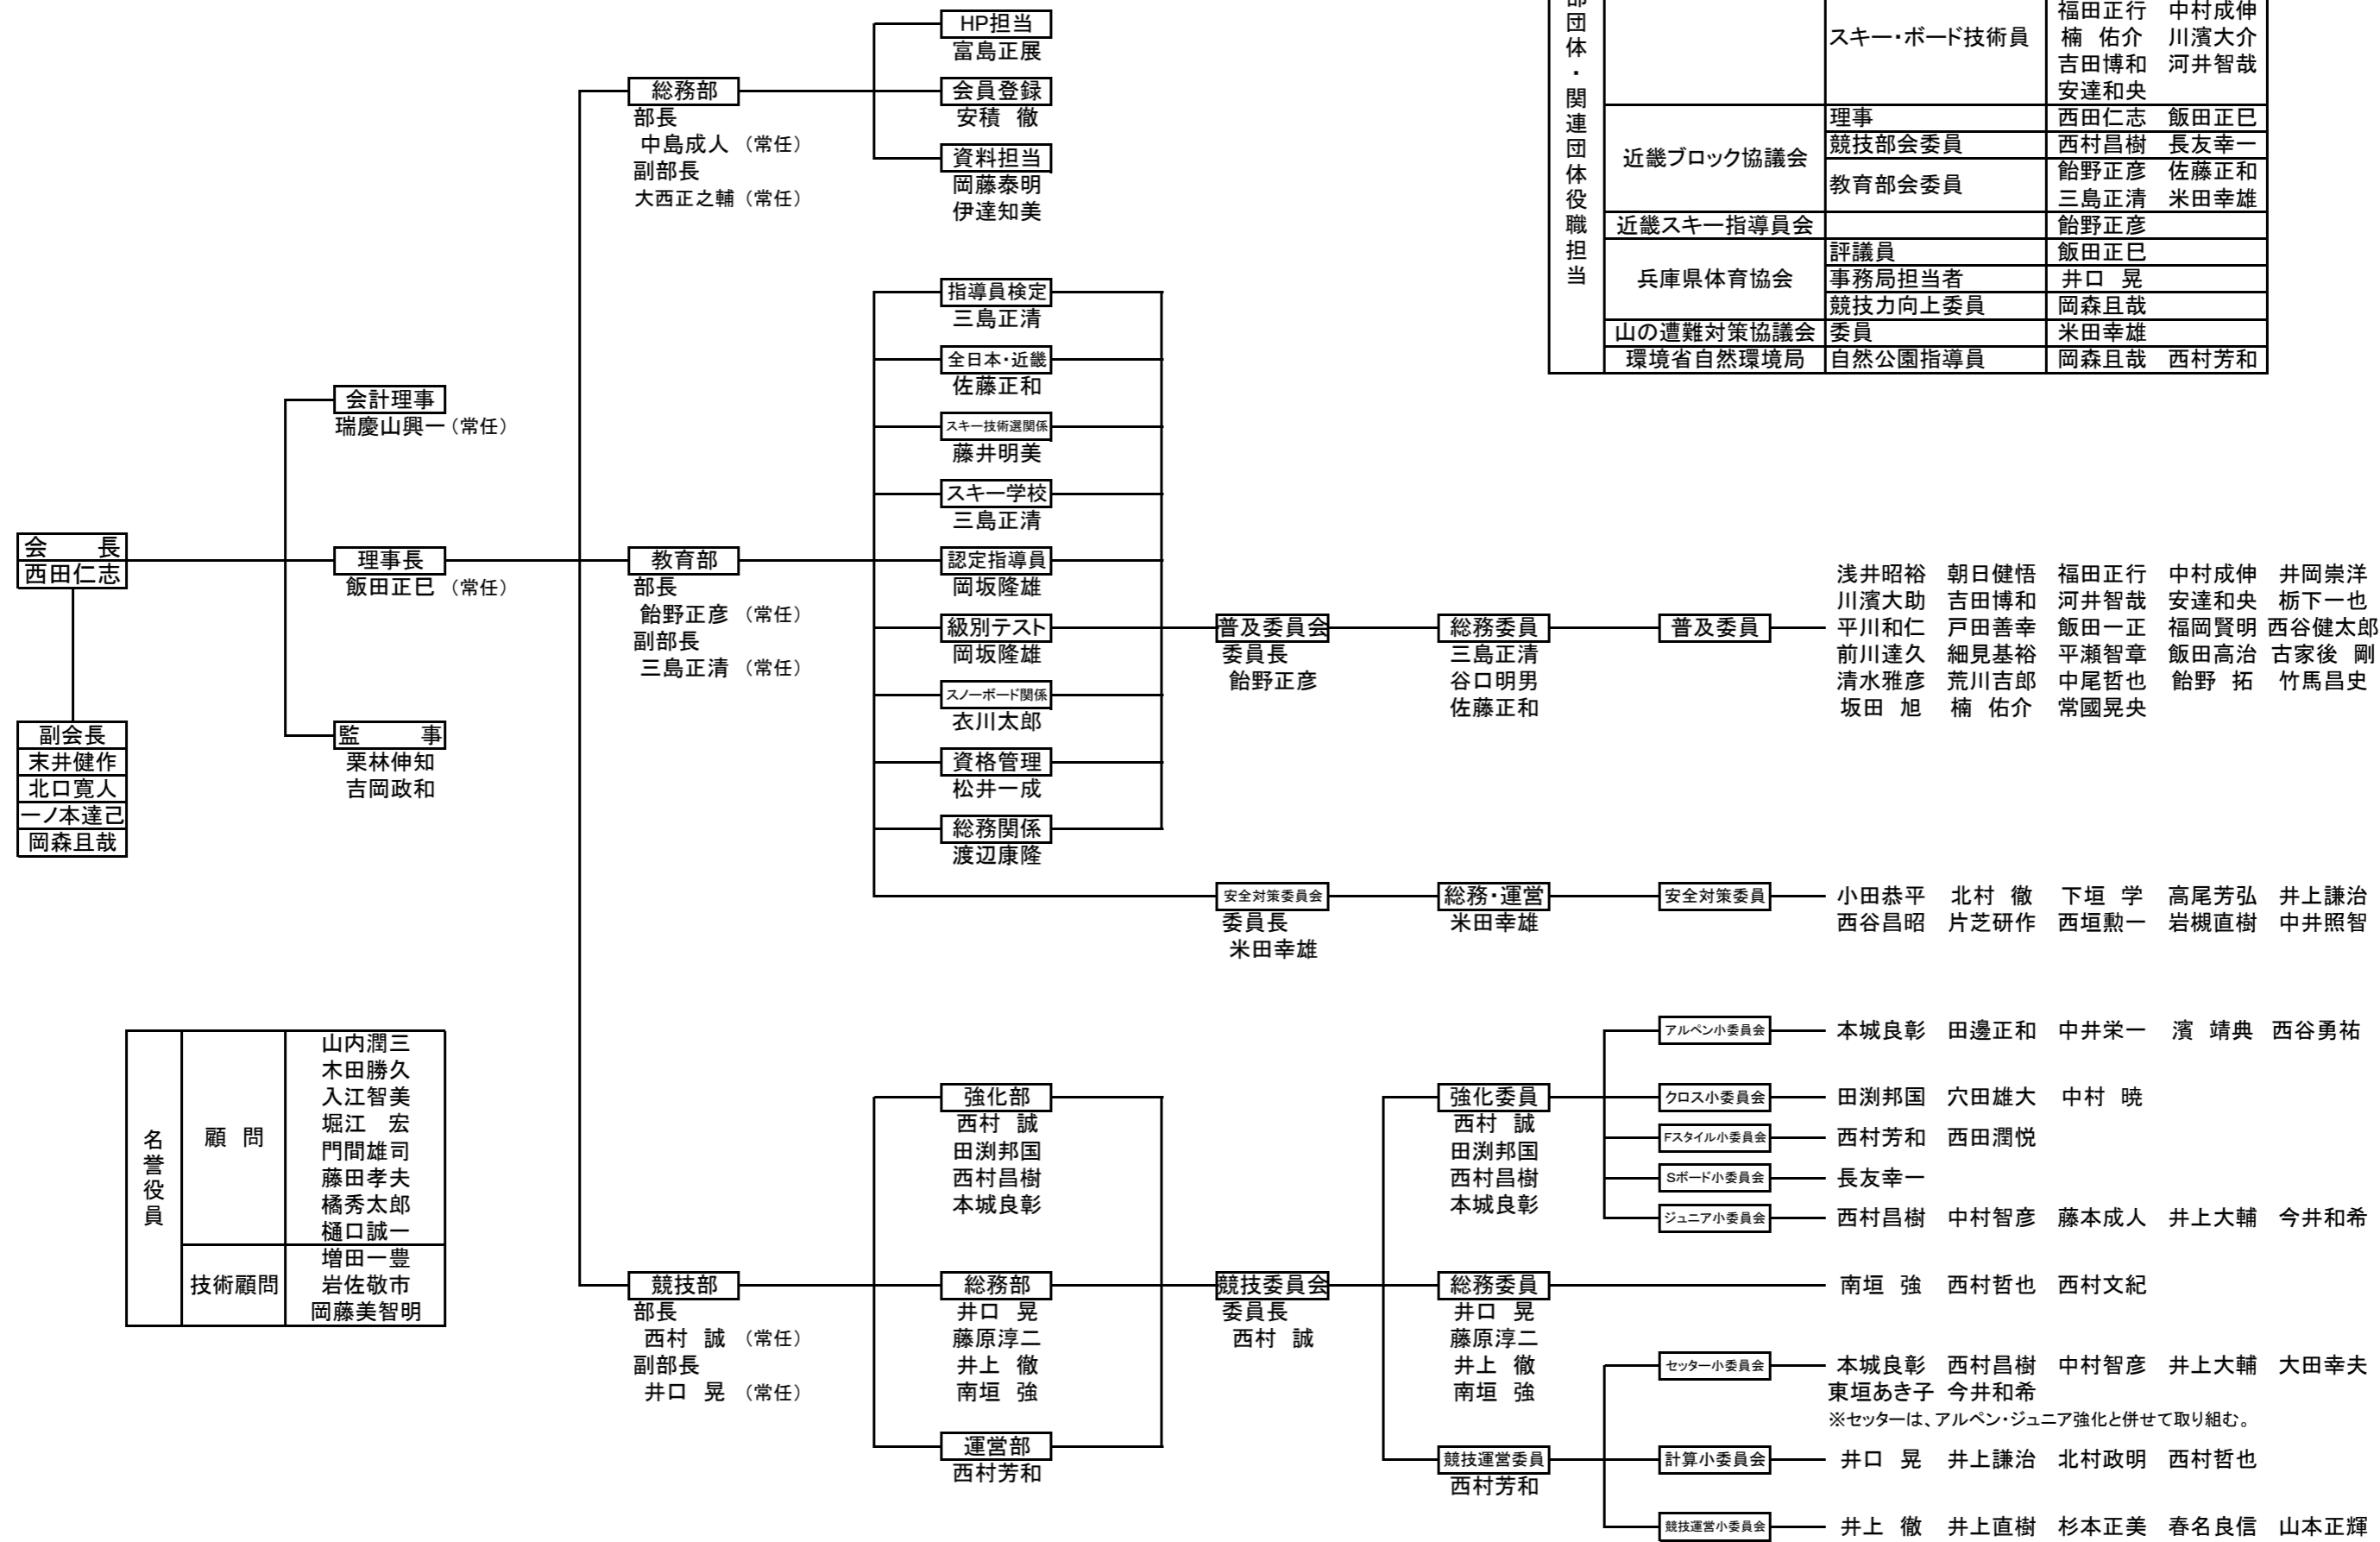 会　長
西田仁志
副会長
末井健作
北口寛人
一ノ本達己
岡森且哉
会計理事
瑞慶山興一（常任）
理事長
飯田正巳（常任）
監　事
栗林伸知
吉岡政和
総務部
部長
中島成人（常任）
副部長
大西正之輔（常任）
HP担当
富島正展
会員登録
安積　徹
資料担当
岡藤泰明
伊達知美
教育部
部長
飴野正彦（常任）
副部長
三島正清（常任）
指導員検定
三島正清
全日本・近畿
佐藤正和
スキー技術選関係
藤井明美
スキー学校
三島正清
認定指導員
岡坂隆雄
級別テスト
岡坂隆雄
スノーボード関係
衣川太郎
資格管理
松井一成
総務関係
渡辺康隆
普及委員会
委員長
飴野正彦
総務委員
三島正清
谷口明男
佐藤正和
普及委員
浅井昭裕　朝日健悟　福田正行　中村成伸　井岡崇洋
川濱大助　吉田博和　河井智哉　安達和央　栃下一也
平川和仁　戸田善幸　飯田一正　福岡賢明　西谷健太郎
前川達久　細見基裕　平瀬智章　飯田高治　古家後　剛
清水雅彦　荒川吉郎　中尾哲也　飴野　拓　竹馬昌史
坂田　旭　楠　佑介　常國晃央
安全対策委員会
委員長
米田幸雄
総務・運営
米田幸雄
安全対策委員
小田恭平　北村　徹　下垣　学　高尾芳弘　井上謙治
西谷昌昭　片芝研作　西垣勲一　岩槻直樹　中井照智
競技部
部長
西村　誠（常任）
副部長
井口　晃（常任）
強化部
西村　誠
田渕邦国
西村昌樹
本城良彰
総務部
井口　晃
藤原淳二
井上　徹
南垣　強
運営部
西村芳和
競技委員会
委員長
西村　誠
強化委員
西村　誠
田渕邦国
西村昌樹
本城良彰
アルペン小委員会
本城良彰　田邊正和　中井栄一　濱　靖典　西谷勇祐
クロス小委員会
田渕邦国　穴田雄大　中村　暁
Fスタイル小委員会
西村芳和　西田潤悦
Sボード小委員会
長友幸一
ジュニア小委員会
西村昌樹　中村智彦　藤本成人　井上大輔　今井和希
総務委員
井口　晃
藤原淳二
井上　徹
南垣　強
南垣　強　西村哲也　西村文紀
競技運営委員
西村芳和
セッター小委員会
本城良彰　西村昌樹　中村智彦　井上大輔　大田幸夫
東垣あき子　今井和希
※セッターは、アルペン・ジュニア強化と併せて取り組む。
計算小委員会
井口　晃　井上謙治　北村政明　西村哲也
競技運営小委員会
井上　徹　井上直樹　杉本正美　春名良信　山本正輝
名誉役員
顧　問
山内潤三
木田勝久
入江智美
堀江　宏
門間雄司
藤田孝夫
橘秀太郎
樋口誠一
技術顧問
増田一豊
岩佐敬市
岡藤美智明
団体・関連団体役職担当
スキー・ボード技術員
福田正行　中村成伸
楠　佑介　川濱大介
吉田博和　河井智哉
安達和央
近畿ブロック協議会
理事　西田仁志　飯田正巳
競技部会委員　西村昌樹　長友幸一
教育部会委員　飴野正彦　佐藤正和
三島正清　米田幸雄
近畿スキー指導員会　飴野正彦
兵庫県体育協会
評議員　飯田正巳
事務局担当者　井口　晃
競技力向上委員　岡森且哉
山の遭難対策協議会　委員　米田幸雄
環境省自然環境局　自然公園指導員　岡森且哉　西村芳和